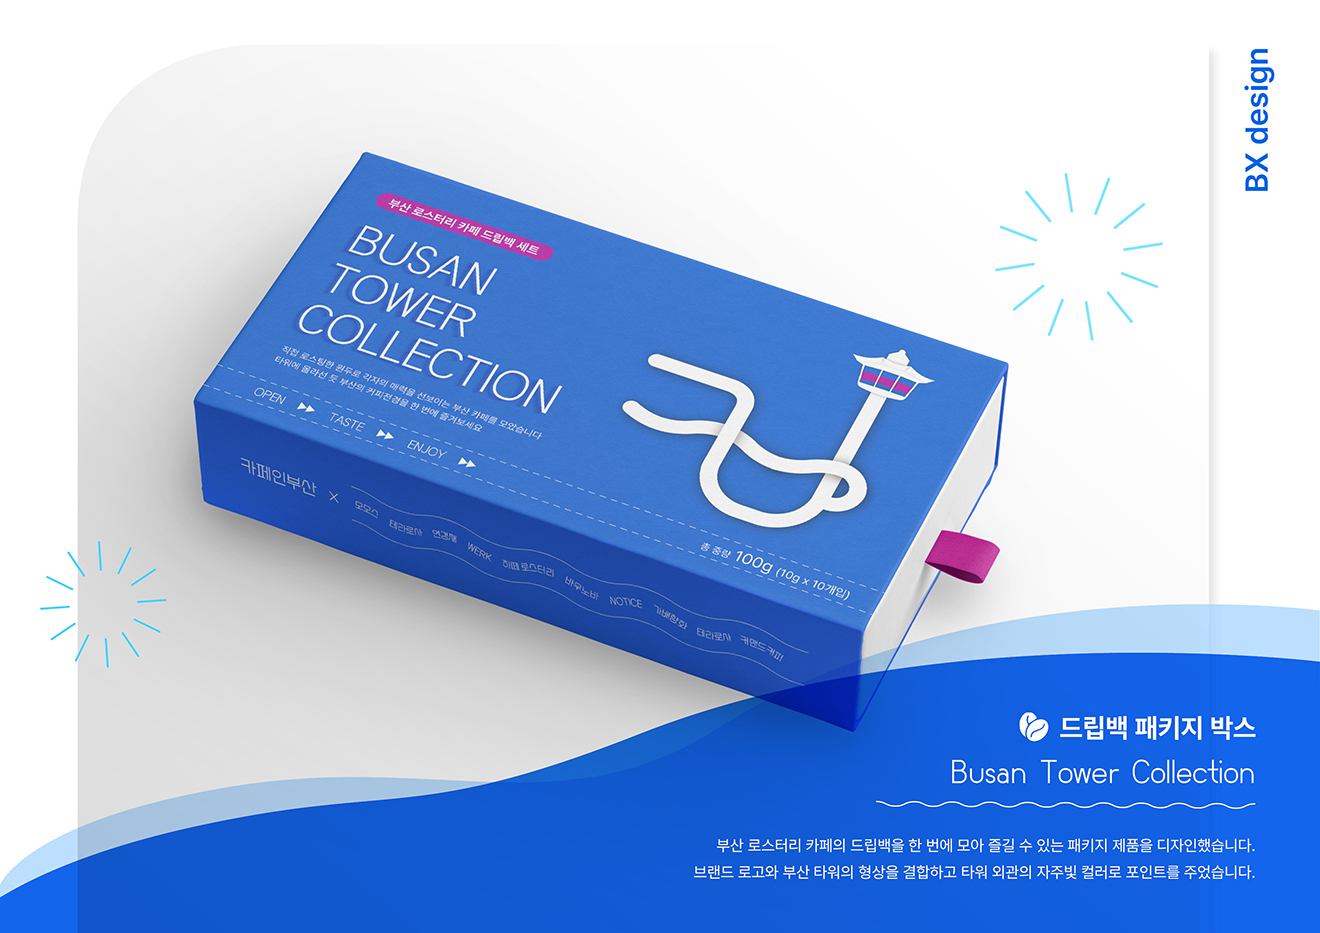 BX design
부산 로스터리 카페 드립백 세트
BUSAN
TOWER
COLLECTION
직접 로스팅한 원두로 각자의 매력을 선보이는 부산 카페를 모았습니다
타워에 올라선 듯 부산의 커피전경을 한 번에 즐겨보세요
OPEN TASTE ENJOY
총 중량 100g (10g x 10개입)
카페인부산 x
모모스 테라로사 연경재 WERK 히떼 로스터리 바우노바 NOTICE 가배향화 테라로사 커맨드커피
드립백 패키지 박스
Busan Tower Collection
부산 로스터리 카페의 드립백을 한 번에 모아 즐길 수 있는 패키지 제품을 디자인했습니다.
브랜드 로고와 부산 타워의 형상을 결합하고 타워 외관의 자주빛 컬러로 포인트를 주었습니다.